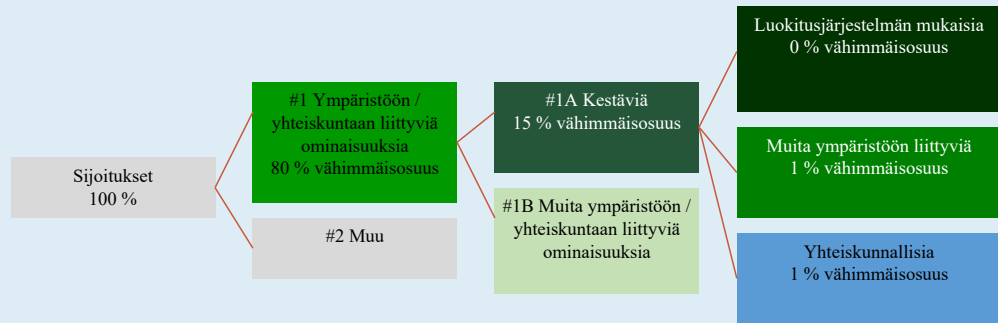 Sijoitukset
100 %
#1 Ympäristöön /
yhteiskuntaan liittyviä
ominaisuuksia
80 % vähimmäisosuus
#2 Muu
#1A Kestäviä
15 % vähimmäisosuus
#1B Muita ympäristöön /
yhteiskuntaan liittyviä
ominaisuuksia
Luokitusjärjestelmän mukaisia
0 % vähimmäisosuus
Muita ympäristöön liittyviä
1 % vähimmäisosuus
Yhteiskunnallisia
1 % vähimmäisosuus